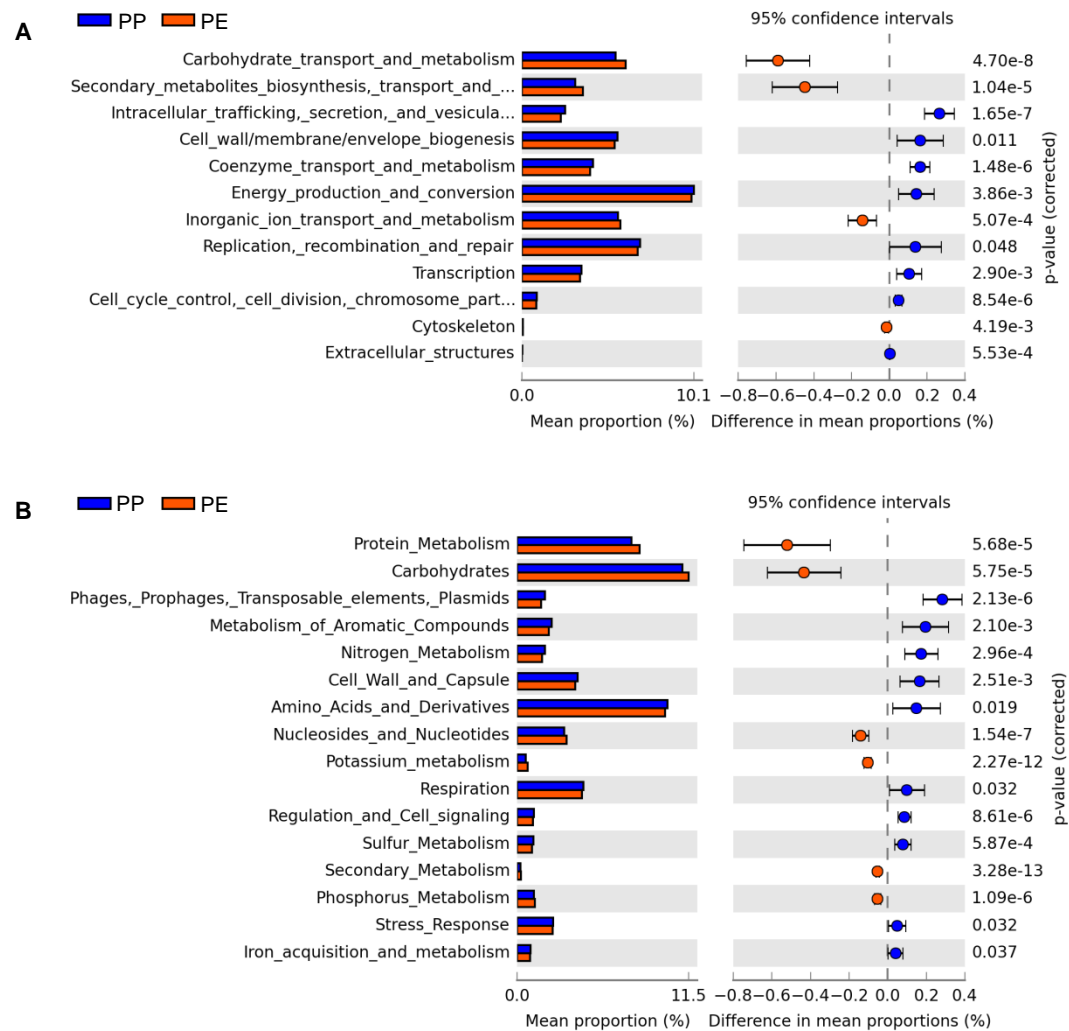 A
PP PE
95% confidence intervals
Carbohydrate_transport_and_metabolism 4.70e-8
Secondary_metabolites_biosynthesis,_transport_and_... 1.04e-5
Intracellular_trafficking,_secretion,_and_vesicula... 1.65e-7
Cell_wall/membrane/envelope_biogenesis 0.011
Coenzyme_transport_and_metabolism 1.48e-6
Energy_production_and_conversion 3.86e-3
Inorganic_ion_transport_and_metabolism 5.07e-4
Replication,_recombination_and_repair 0.048
Transcription 2.90e-3
Cell_cycle_control,_cell_division,_chromosome_part... 8.54e-6
Cytoskeleton 4.19e-3
Extracellular_structures 5.53e-4
p-value (corrected)
0.0 10.1 −0.8 −0.6 −0.4 −0.2 0.0 0.2 0.4
Mean proportion (%) Difference in mean proportions (%)
B
PP PE
95% confidence intervals
Protein_Metabolism 5.68e-5
Carbohydrates 5.75e-5
Phages,_Prophages,_Transposable_elements,_Plasmids 2.13e-6
Metabolism_of_Aromatic_Compounds 2.10e-3
Nitrogen_Metabolism 2.96e-4
Cell_Wall_and_Capsule 2.51e-3
Amino_Acids_and_Derivatives 0.019
Nucleosides_and_Nucleotides 1.54e-7
Potassium_metabolism 2.27e-12
Respiration 0.032
Regulation_and_Cell_signaling 8.61e-6
Sulfur_Metabolism 5.87e-4
Secondary_Metabolism 3.28e-13
Phosphorus_Metabolism 1.09e-6
Stress_Response 0.032
Iron_acquisition_and_metabolism 0.037
p-value (corrected)
0.0 11.5 −0.8 −0.6 −0.4 −0.2 0.0 0.2 0.4
Mean proportion (%) Difference in mean proportions (%)